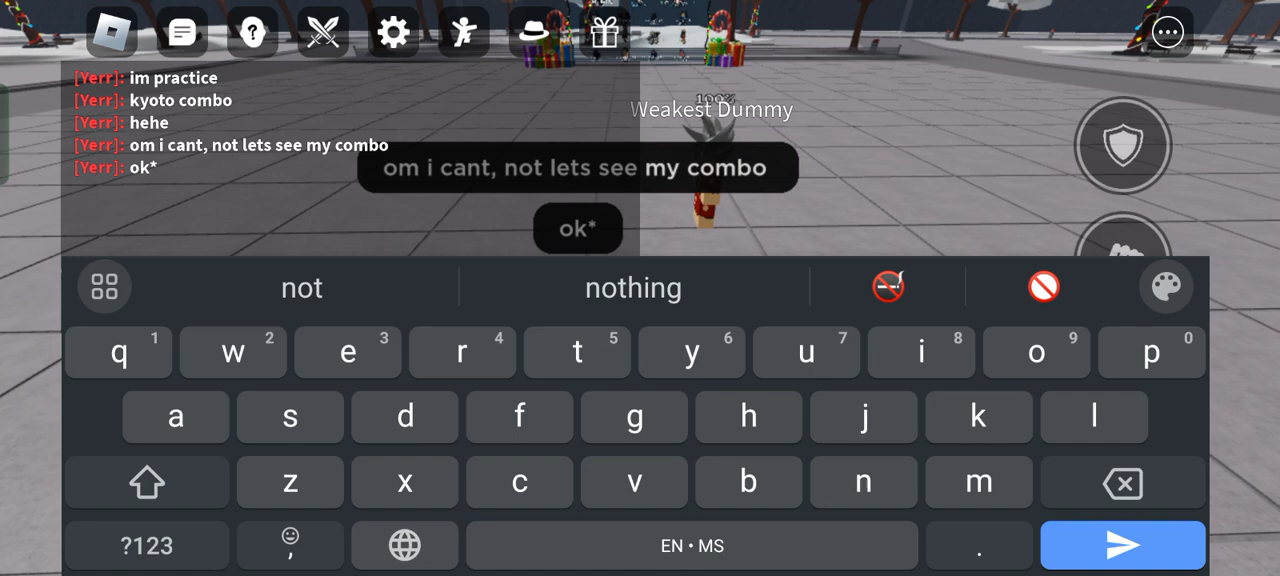 [Yerr]: im practice
[Yerr]: kyoto combo
[Yerr]: hehe
[Yerr]: om i cant, not lets see my combo
[Yerr]: ok*
100%
Weakest Dummy
om i cant, not lets see my combo
ok*
not nothing
q 1 w 2 e 3 r 4 t 5 y 6 u 7 i 8 o 9 p 0
a s d f g h j k l
z x c v b n m
?123 , EN • MS .